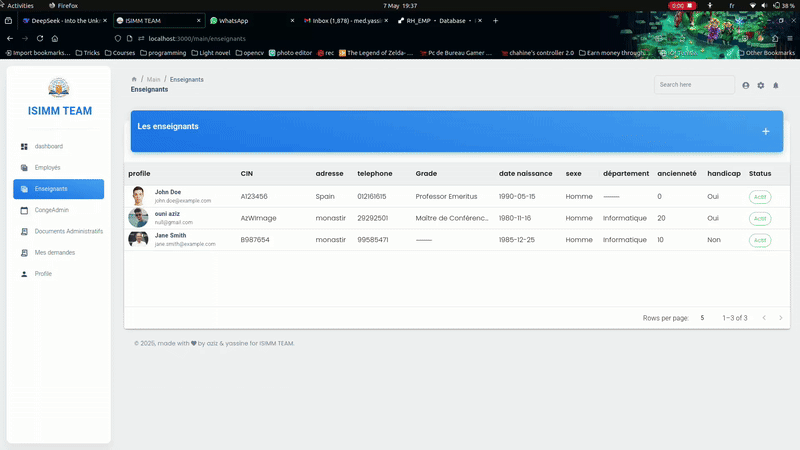 Activities Firefox 7 May 19:37 0:00 fr 38 %
DeepSeek - Into the Unk ISIMM TEAM WhatsApp Inbox (1,878) - med.yass RH_EMP • Database •
localhost:3000/main/enseignants
Import bookmarks... Tricks Courses programming Light novel opencv photo editor rec The Legend of Zelda- ... Pc de Bureau Gamer ... chahine's controller 2.0 Earn money through... Other Bookmarks
ISIMM TEAM
dashboard
Employés
Enseignants
CongeAdmin
Documents Administratifs
Mes demandes
Profile
/ Main / Enseignants
Enseignants
Search here
Les enseignants
profile CIN adresse telephone Grade date naissance sexe département ancienneté handicap Status
John Doe
john.doe@example.com
A123456 Spain 012161615 Professor Emeritus 1990-05-15 Homme —— 0 Oui Actif
ouni aziz
null@gmail.com
AzWImage monastir 29292501 Maître de Conférenc... 1980-11-16 Homme Informatique 20 Oui Actif
Jane Smith
jane.smith@example.com
B987654 monastir 99585471 —— 1985-12-25 Homme Informatique 10 Non Actif
Rows per page: 5 1–3 of 3
© 2025, made with by aziz & yassine for ISIMM TEAM.